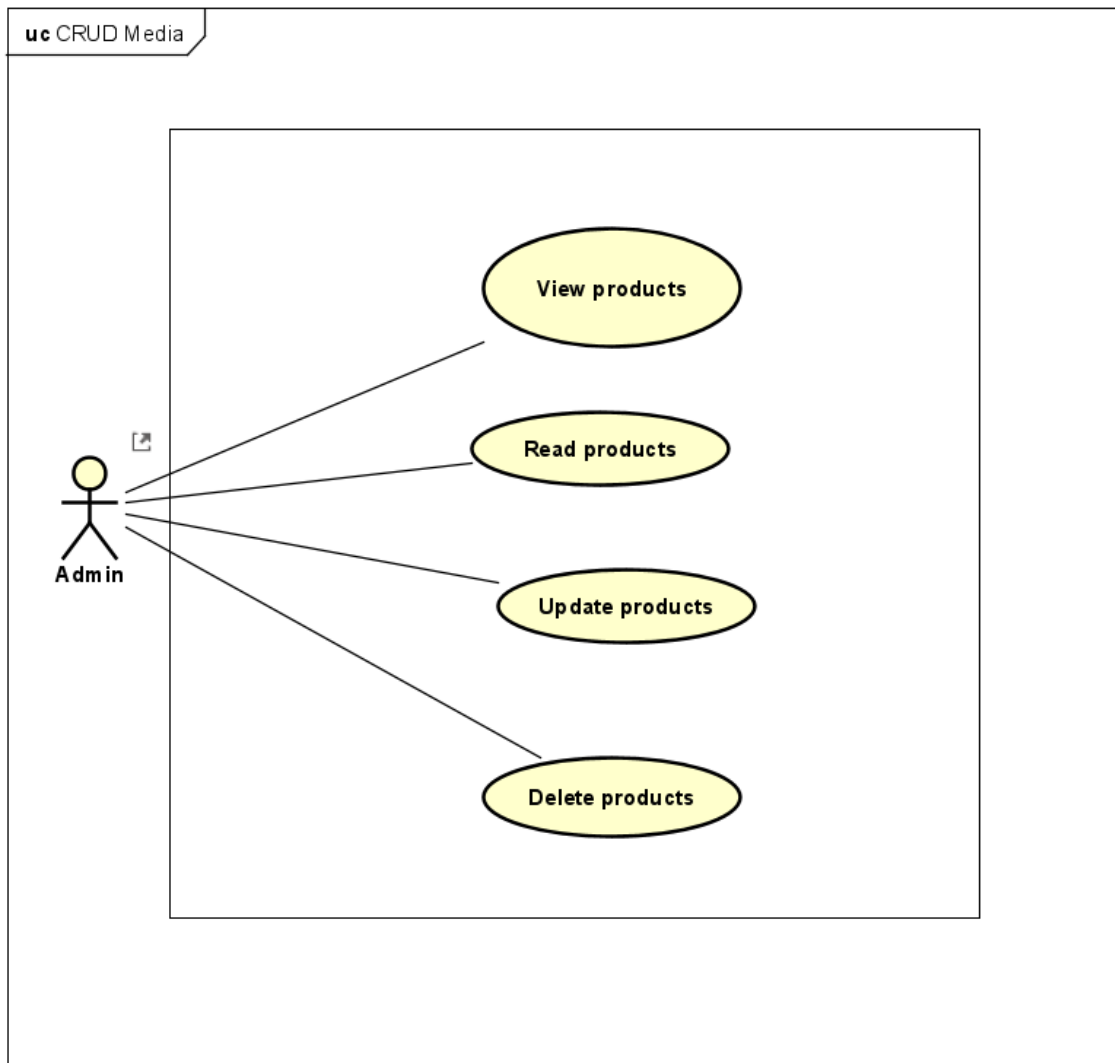 uc CRUD Media
View products
Read products
Admin
Update products
Delete products